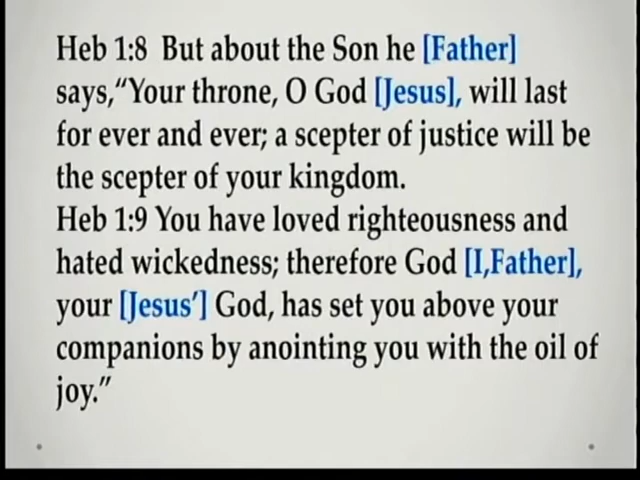 Heb 1:8  But about the Son he [Father]
says,“Your throne, O God [Jesus], will last
for ever and ever; a scepter of justice will be
the scepter of your kingdom.
Heb 1:9 You have loved righteousness and
hated wickedness; therefore God [I,Father],
your [Jesus’] God, has set you above your
companions by anointing you with the oil of
joy.”